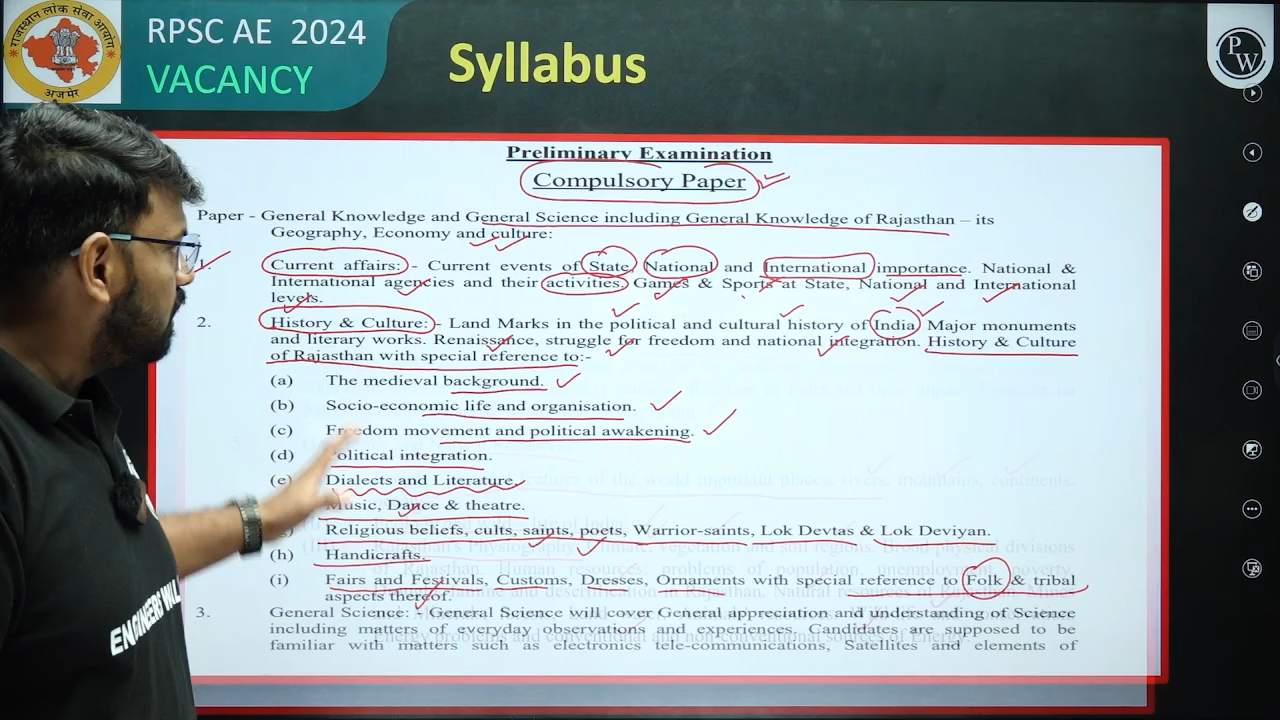 राजस्थान लोक सेवा आयोग
अजमेर
RPSC AE 2024
VACANCY
Syllabus
PW
Preliminary Examination
Compulsory Paper
Paper - General Knowledge and General Science including General Knowledge of Rajasthan – its
Geography, Economy and culture:
1. Current affairs: - Current events of State, National and International importance. National &
International agencies and their activities. Games & Sports at State, National and International
levels.
2. History & Culture:- Land Marks in the political and cultural history of India. Major monuments
and literary works. Renaissance, struggle for freedom and national integration. History & Culture
of Rajasthan with special reference to:-
(a) The medieval background.
(b) Socio-economic life and organisation.
(c) Freedom movement and political awakening.
(d) olitical integration.
(e) Dialects and Literature.
Music, Dance & theatre.
Religious beliefs, cults, saints, poets, Warrior-saints, Lok Devtas & Lok Deviyan.
(h) Handicrafts.
(i) Fairs and Festivals, Customs, Dresses, Ornaments with special reference to Folk & tribal
aspects thereof.
3. General Science: - General Science will cover General appreciation and understanding of Science
including matters of everyday observations and experiences. Candidates are supposed to be
familiar with matters such as electronics tele-communications, Satellites and elements of
ENGINEERS WILL